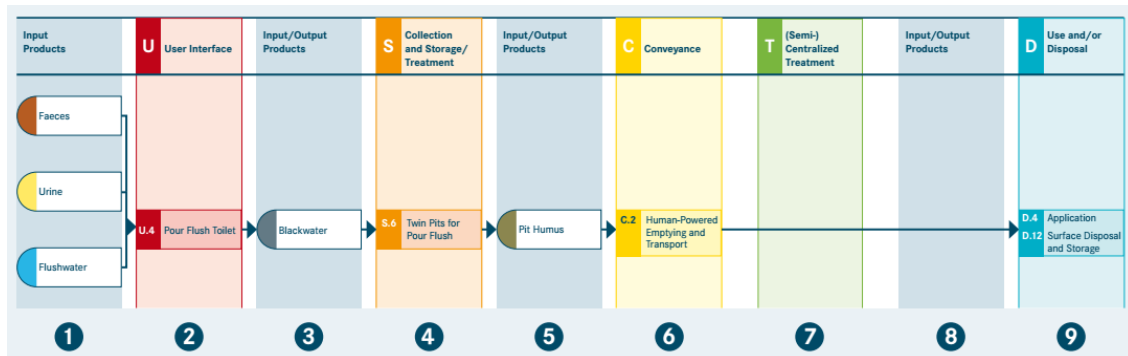 Input
Products
U User Interface
Input/Output
Products
S Collection
and Storage/
Treatment
Input/Output
Products
C Conveyance
T (Semi-)
Centralized
Treatment
Input/Output
Products
D Use and/or
Disposal
Faeces
Urine
Flushwater
U.4 Pour Flush Toilet
Blackwater
S.6 Twin Pits for
Pour Flush
Pit Humus
C.2 Human-Powered
Emptying and
Transport
D.4 Application
D.12 Surface Disposal
and Storage
1 2 3 4 5 6 7 8 9